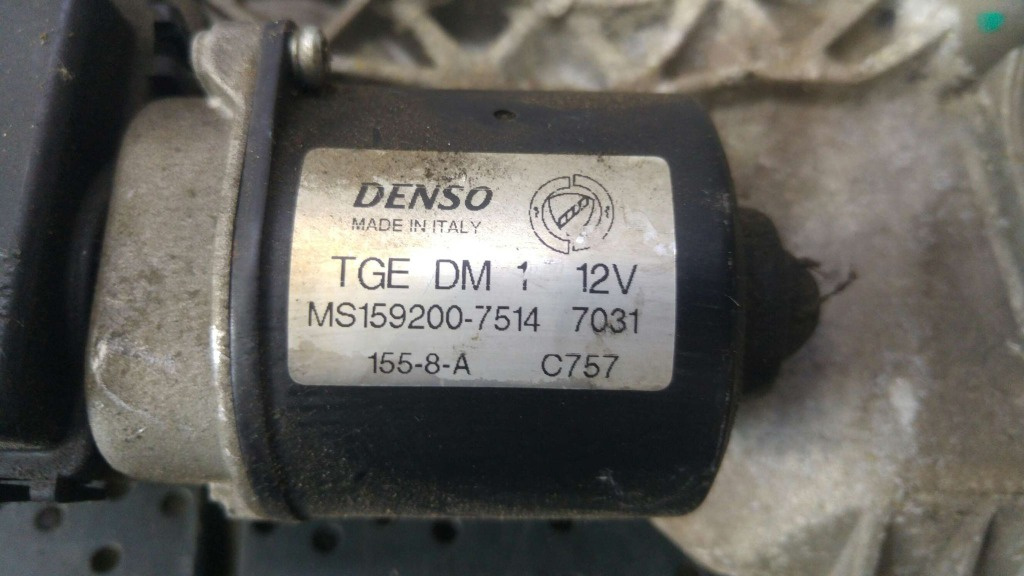 DENSO
MADE IN ITALY
TGE DM 1 12V
MS159200-7514 7031
155-8-A C757